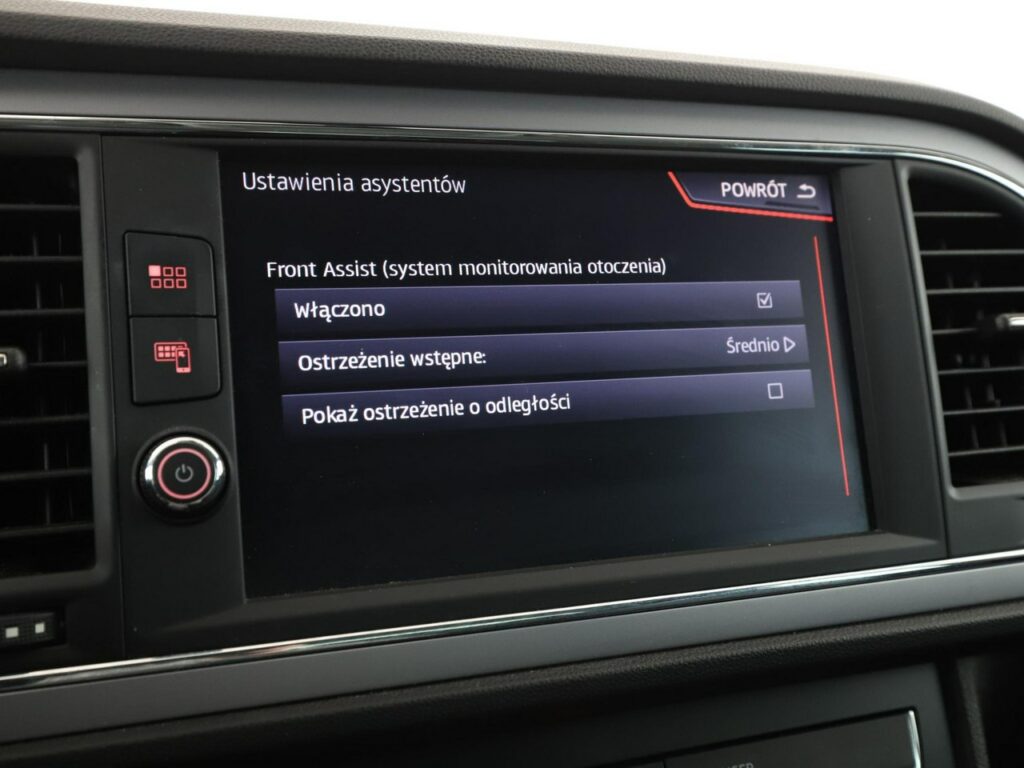 Ustawienia asystentów
POWRÓT
Front Assist (system monitorowania otoczenia)
Włączono
Ostrzeżenie wstępne:
Średnio
Pokaż ostrzeżenie o odległości